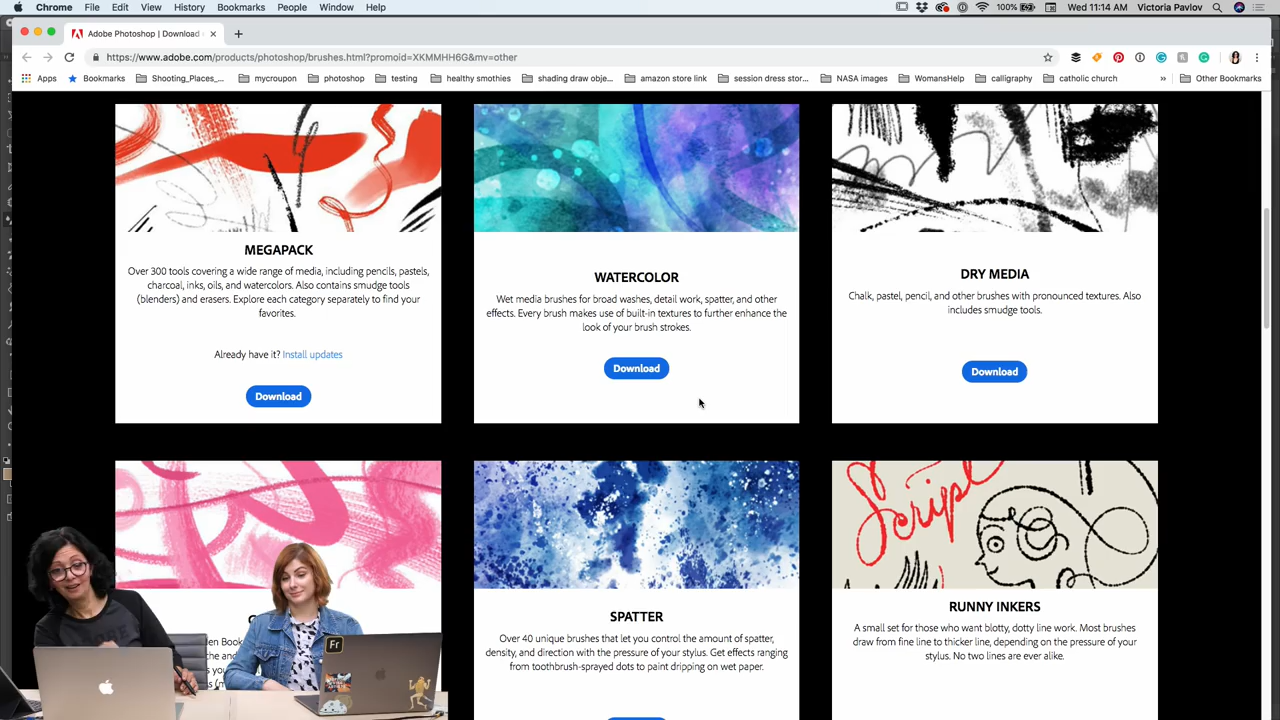 Chrome File Edit View History Bookmarks People Window Help 100% Wed 11:14 AM Victoria Pavlov
Adobe Photoshop | Download
https://www.adobe.com/products/photoshop/brushes.html?promoid=XKMMHH6G&mv=other
Apps Bookmarks Shooting_Places_... mycroupon photoshop testing healthy smothies shading draw obje... amazon store link session dress stor... NASA images WomansHelp calligraphy catholic church » Other Bookmarks
MEGAPACK
Over 300 tools covering a wide range of media, including pencils, pastels,
charcoal, inks, oils, and watercolors. Also contains smudge tools
(blenders) and erasers. Explore each category separately to find your
favorites.
Already have it? Install updates
Download
WATERCOLOR
Wet media brushes for broad washes, detail work, spatter, and other
effects. Every brush makes use of built-in textures to further enhance the
look of your brush strokes.
Download
DRY MEDIA
Chalk, pastel, pencil, and other brushes with pronounced textures. Also
includes smudge tools.
Download
SPATTER
Over 40 unique brushes that let you control the amount of spatter,
density, and direction with the pressure of your stylus. Get effects ranging
from toothbrush-sprayed dots to paint dripping on wet paper.
Script
RUNNY INKERS
A small set for those who want blotty, dotty line work. Most brushes
draw from fine line to thicker line, depending on the pressure of your
stylus. No two lines are ever alike.
Fr